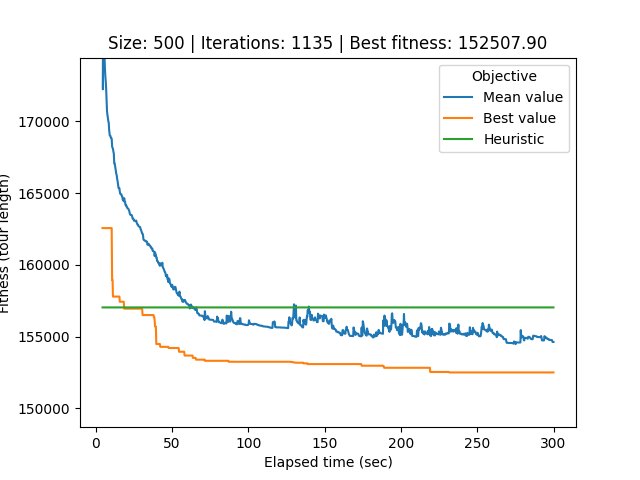 Size: 500 | Iterations: 1135 | Best fitness: 152507.90
Objective
Mean value
Best value
Heuristic
170000
165000
160000
155000
150000
Fitness (tour length)
0 50 100 150 200 250 300
Elapsed time (sec)